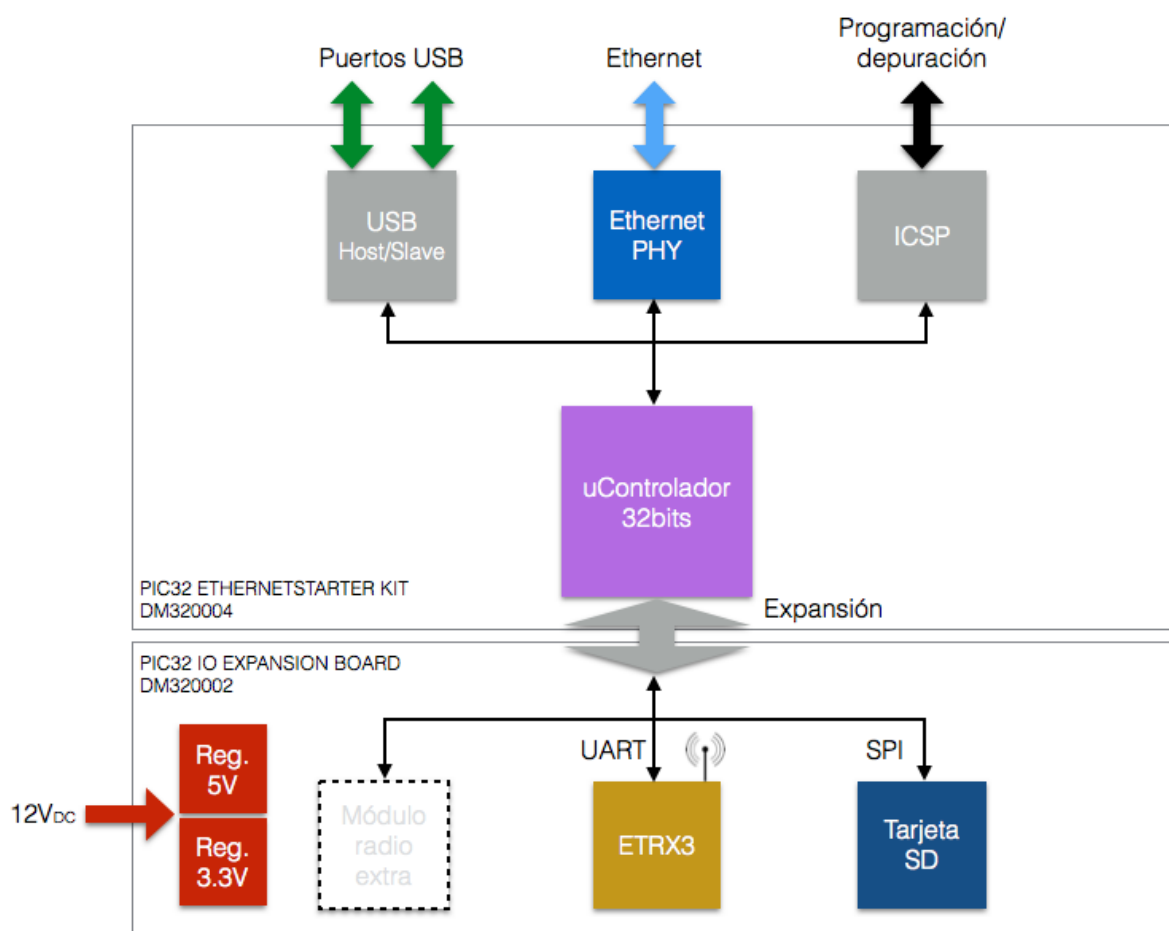 Puertos USB
Ethernet
Programación/
depuración
USB
Host/Slave
Ethernet
PHY
ICSP
uControlador
32bits
PIC32 ETHERNETSTARTER KIT
DM320004
Expansión
PIC32 IO EXPANSION BOARD
DM320002
12VDC
Reg.
5V
Reg.
3.3V
Módulo
radio
extra
UART
ETRX3
SPI
Tarjeta
SD